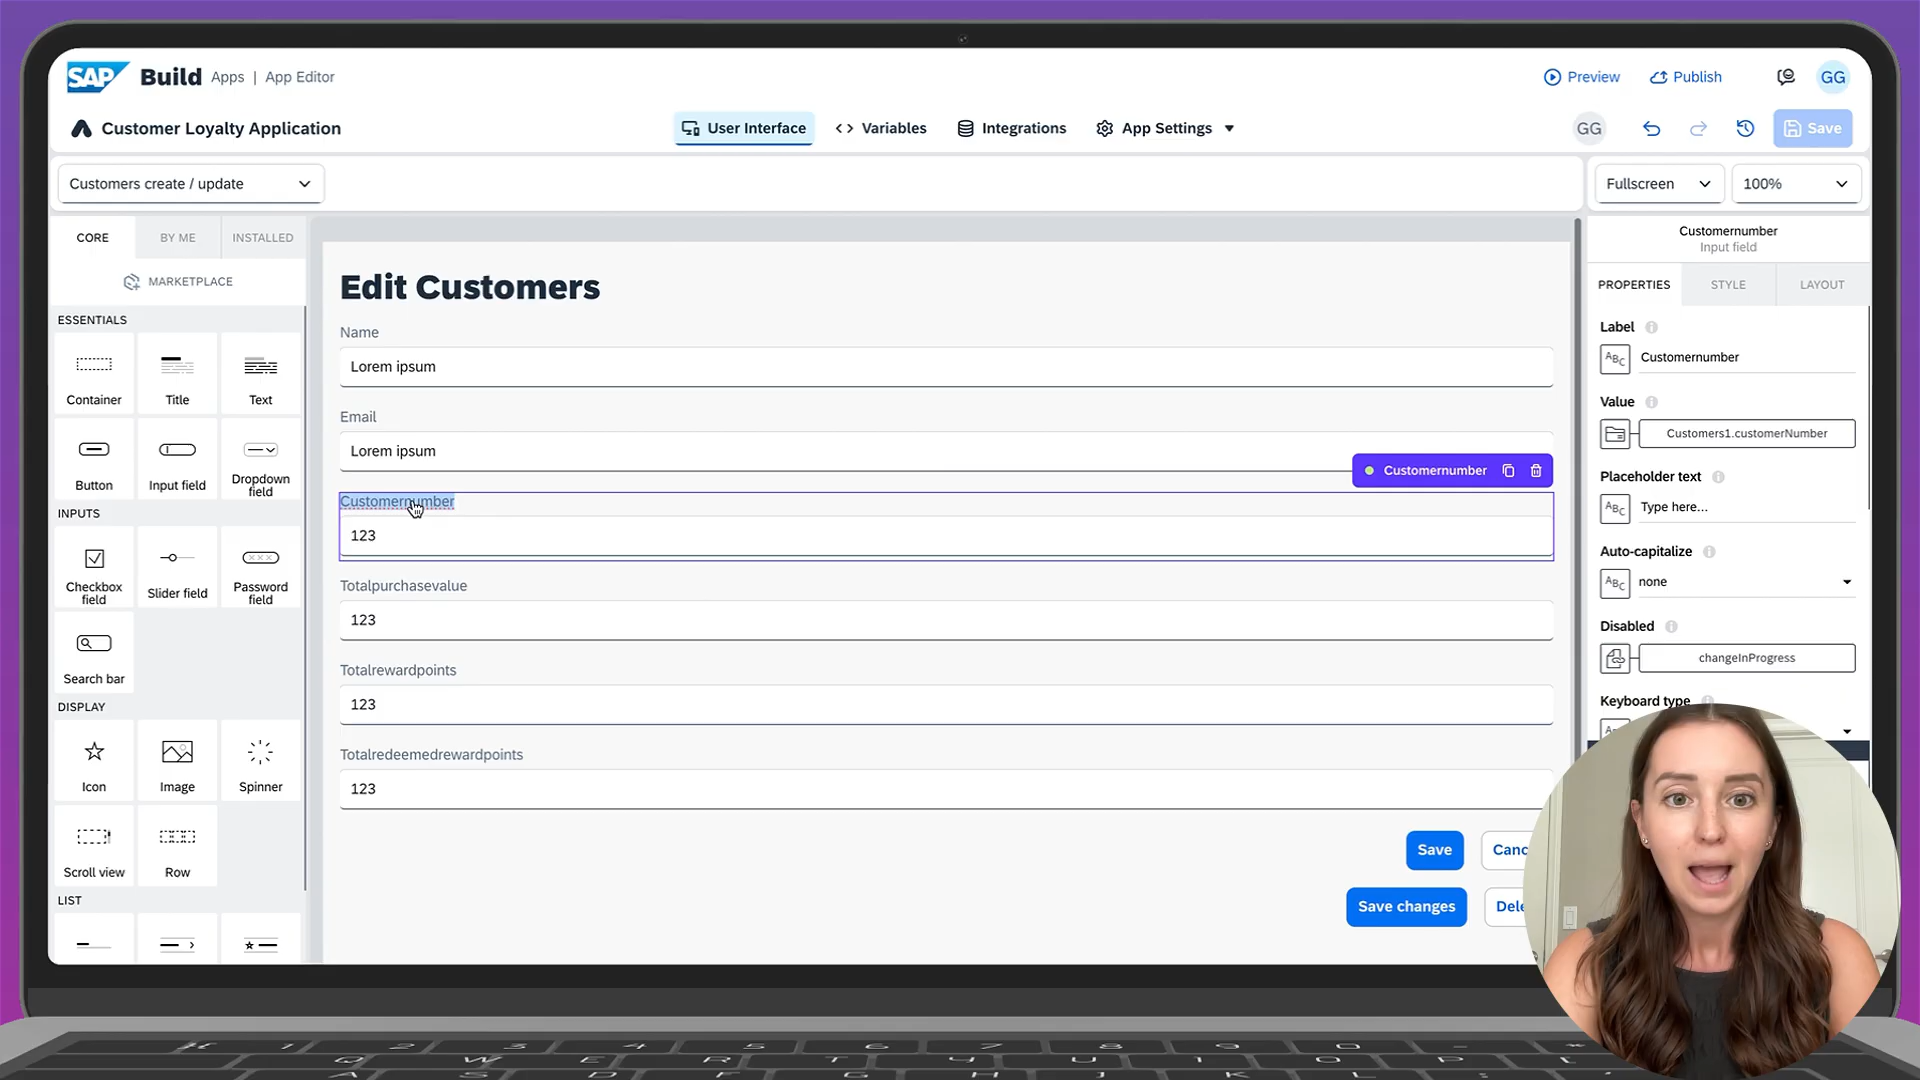 SAP Build Apps | App Editor
Preview Publish GG
Customer Loyalty Application
User Interface <> Variables Integrations App Settings
GG Save
Customers create / update
Fullscreen 100%
CORE BY ME INSTALLED
MARKETPLACE
ESSENTIALS
Container Title Text
Button Input field Dropdown field
INPUTS
Checkbox field Slider field Password field
Search bar
DISPLAY
Icon Image Spinner
Scroll view Row
LIST
Edit Customers
Name
Lorem ipsum
Email
Lorem ipsum
Customernumber
Customernumber
123
Totalpurchasevalue
123
Totalrewardpoints
123
Totalredeemedrewardpoints
123
Save Canc
Save changes Dele
Customernumber
Input field
PROPERTIES STYLE LAYOUT
Label
ABC Customernumber
Value
Customers1.customerNumber
Placeholder text
ABC Type here...
Auto-capitalize
ABC none
Disabled
changeInProgress
Keyboard type